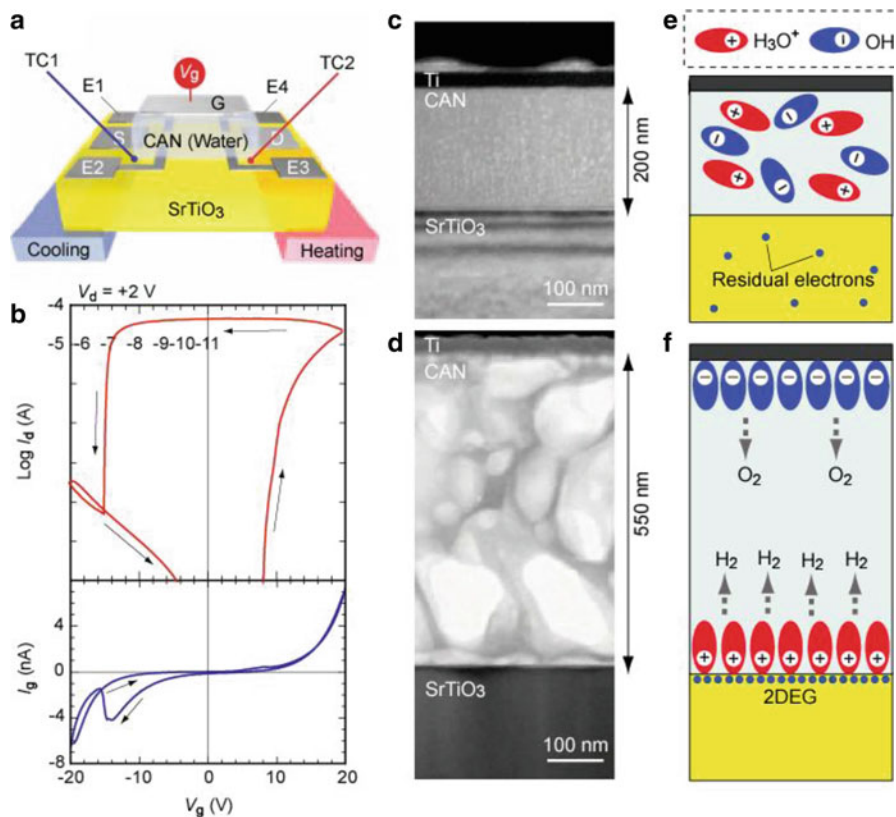 a
TC1
TC2
Vg
E1
E4
G
S
CAN (Water)
D
E2
E3
SrTiO3
Cooling
Heating
b
Vd = +2 V
-4
-5
-6 -7 -8 -9-10-11
Log Id (A)
4
0
-4
-8
Ig (nA)
-20 -10 0 10 20
Vg (V)
c
Ti
CAN
200 nm
SrTiO3
100 nm
d
Ti
CAN
550 nm
SrTiO3
100 nm
e
+ H3O+
− OH
Residual electrons
f
O2 O2
H2 H2 H2 H2
2DEG